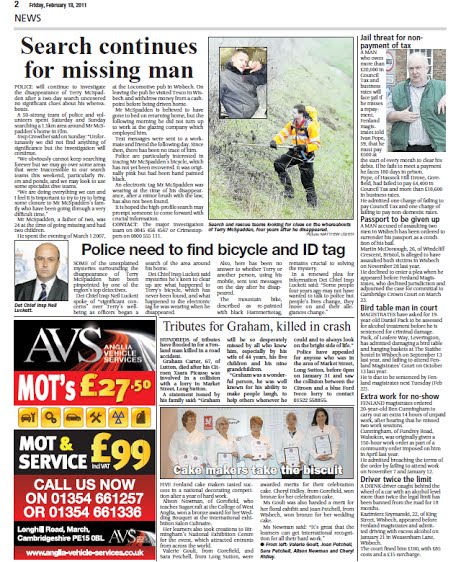 2
Friday, February 18, 2011
NEWS
Search continues
for missing man
POLICE will continue to investigate
the disappearance of Terry McSpadden
after a two day search uncovered
no significant clues about his whereabouts.
A 50-strong team of police and volunteers
spent Saturday and Sunday
searching a 1.5km area around Mr McSpadden's
home in
Insp Crowther said on Sunday: "Unfortunately
we did not find anything of
significance but the investigation will
continue.
"We obviously cannot keep searching
forever but we may go over some areas
that were inaccessible to our search
teams this weekend, particularly rivers
and ponds, and we may look to use
some specialist dive teams.
"We are doing everything we can and
I feel it is important to try to
bring
some closure to Mr McSpadden's family
who have been going through a very
difficult time."
Mr McSpadden, a father of two, was
24 at the time of going missing and had
two children.
He spent the evening of March
at the Locomotive pub in Wisbech. On
leaving the pub he visited Tesco in Wisbech
and withdrew money from a cash
point before being driven home.
Mr McSpadden is believed to have
gone to bed on returning home, but the
following morning he did not turn up
to work at the glazing company which
employed him.
Text messages were sent to a workmate
and friend the following day. Since
then, there has been no trace of him.
Police are particularly interested in
tracing Mr McSpadden's bicycle, which
has not yet been recovered. It was originally
pink but had been hand painted
black.
An electronic tag Mr McSpadden was
wearing at the time of his disappearance,
after a minor brush with the law,
has also not been found.
It is hoped the high-profile search may
prompt someone to come forward with
crucial information.
CONTACT: The major investigation
team on 0845 456 4567 or Crimestoppers
on 0800 555 111.
Search and rescue teams looking for clues on the whereabouts
of Terry McSpadden, four years after he disappeared.
Police need to find bicycle and ID tag
Det Chief Insp Neil
Luckett.
SOME of the unexplained
mysteries surrounding the
disappearance of Terry
McSpadden have been
pinpointed by one of the
region's top detectives.
Det Chief Insp Neil Luckett
spoke of "significant concerns"
over Terry's well-being
as officers began a
search of the area around
his home.
Det Chief Insp Luckett said
mysteries he's keen to clear
up are what happened to
Terry's bicycle, which has
never been found, and what
happened to the electronic
tag he was wearing when he
disappeared.
Also, here has been no
answer to whether Terry or
another person, using his
mobile, sent text messages
on the day after he disappeared.
The mountain bike,
described as re-painted
with black Hammerite
remains crucial to solving
the mystery.
In a renewed plea for
information Det Chief Insp
Luckett said: "Some people
four years ago may not have
wanted to talk to police but
people's lives change, they
move on and their allegiances
change."
Tributes for Graham, killed in crash
HUNDREDS of tributes
have flooded in for a
man killed in a road
accident.
Graham Carter, 67, of
Sutton, died after his Citroen
Xsara Picasso was
involved in a collision
with a lorry in Mill
Street, Long Sutton.
A statement issued by
his family said: "Graham
will be so desperately
missed by all who knew
him, especially by his
wife of 44 years, his five
children and his nine
grandchildren.
"Graham was a wonderful
person, he was well
known for his ability to
make people laugh, to
help others whenever he
could and to always look
on the bright side of life."
Police have appealed
for anyone who was in
the area of Market Street,
Long Sutton, before
on January 31 and saw
the collision between the
Citroen and a blue Ford
Iveco lorry to contact
01522 558855.
Cake makers take the biscuit
FIVE Fenland cake makers tasted success
in a national decorating competition
after a year of hard work.
Alison Newman, of Gorefield, who
teaches Sugarcraft at the College of West
Anglia, won a bronze award for her Wedding
Bouquet at the International exhibition
salon Culinaire.
Her learners also took creations to Birmingham's
National Exhibition Centre
for the event, which attracted entrants
from across the world.
Valerie Goult, from Gorefield, and
Sara Petchell, from Long Sutton, were
awarded merits for their celebration
cake. Cheryl Ridley, from Gorefield, won
bronze for her celebration cake.
Ms Goult was also handed a merit for
her floral exhibit and Joan Petchell, from
Wisbech, won bronze for her wedding
cake.
Ms Newman said: "It's great that the
learners can get international recognition
for all their hard work."
● From left: Valerie Goult, Joan Petchell,
Sara Petchell, Alison Newman and Cheryl
Ridley.
AVS
ANGLIA
VEHICLE
SERVICES
MOT's £27.50
MOT &
SERVICE £99
Incl VAT
CALL US NOW
ON 01354 661257
OR 01354 661336
Longhill Road, March,
Cambridgeshire PE15 0BL
www.anglia-vehicle-services.co.uk
Jail threat for non-
payment of tax
A MAN
who owes
more than
£20,000 in
Council
Tax and
business
rates will
face jail if
he misses
a repayment,
Fenland
magistrates
told
Ivan Pope,
59, that he
must pay
£500 at
the start of every month to clear his
debts. If he fails to meet a payment
he faces 160 days in prison.
Pope, of Hassock Hill Drove, Gorefield,
had failed to pay £4,400 in
Council Tax and more than £10,600
in business rates.
He admitted one charge of failing to
pay Council Tax and one charge of
failing to pay non-domestic rates.
Passport to be given up
A MAN accused of assaulting two
women in Wisbech has been ordered to
surrender his passport as a condition
of his bail.
Martin McDonough, 26, of Windcliff
Crescent, Bristol, is alleged to have
assaulted both victims in Wisbech
on November 18 last year.
He declined to enter a plea when he
appeared before Fenland Magistrates,
who declined jurisdiction and
adjourned the case for committal to
Cambridge Crown Court on March
Bird table man in court
MAGISTRATES have asked for 19-year-old
Daniel Pack to be assessed
for alcohol treatment before he is
sentenced for criminal damage.
Pack, of Loafers Way, Leverington,
has admitted damaging a bird table
and hanging baskets at The Rustler
Hotel in Wisbech on September 13
last year, and failing to attend Fenland
Magistrates' Court on October
13 last year.
He is due to be sentenced by Fenland
magistrates next Tuesday (Feb
22).
Extra work for no-show
FENLAND magistrates ordered
20-year-old Ben Cunningham to
carry out an extra 14 hours of unpaid
work, after hearing that he missed
two work sessions.
Cunningham, of Fundrey Road,
Walsoken, was originally given a
150-hour work order as part of a
community order imposed on him
in April last year.
He admitted breaching the terms of
the order by failing to attend work
on November 7 and January 12.
Driver twice the limit
A DRINK-driver caught behind the
wheel of a car with an alcohol level
more than twice the legal limit has
been banned from the road for 18
months.
Kazimierz Szymanski, 22, of King
Street, Wisbech, appeared before
Fenland magistrates and admitted
driving with excess alcohol on
January 21 in Weasenham Lane,
Wisbech.
The court fined him £180, with £85
costs and a £15 surcharge.